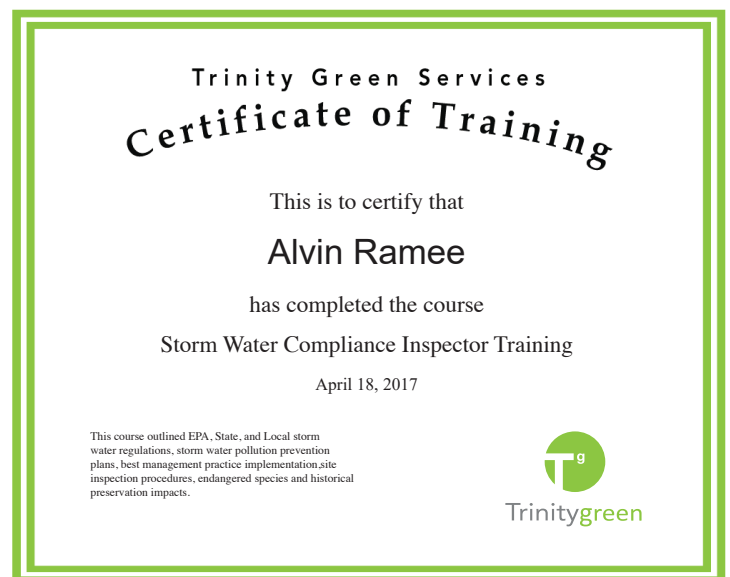 Trinity Green Services
Certificate of Training
This is to certify that
Alvin Ramee
has completed the course
Storm Water Compliance Inspector Training
April 18, 2017
This course outlined EPA, State, and Local storm
water regulations, storm water pollution prevention
plans, best management practice implementation,site
inspection procedures, endangered species and historical
preservation impacts.
Tg
Trinitygreen